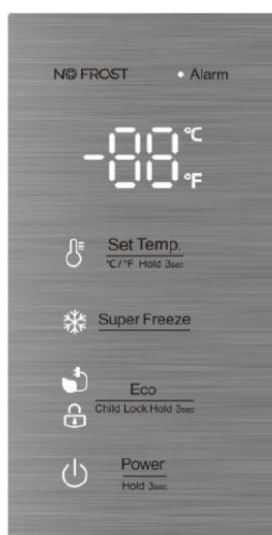 NO FROST
Alarm
-88 °C
°F
Set Temp.
°C/°F Hold 3sec
Super Freeze
Eco
Child Lock Hold 3sec
Power
Hold 3sec